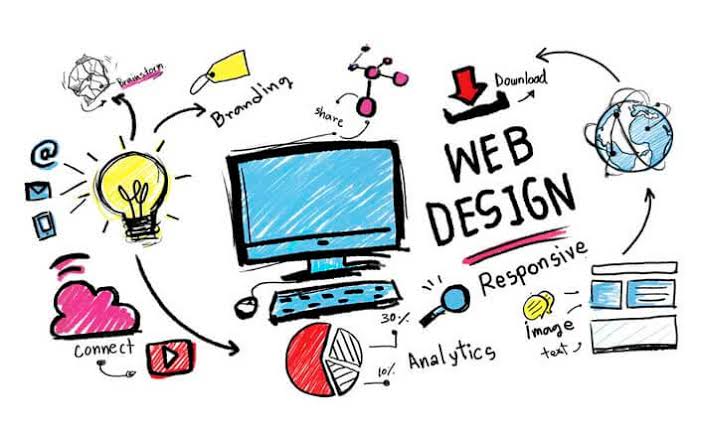 Brainstorm
Branding
share
Download
WEB
DESIGN
@
Responsive
Connect
30%
10%
Analytics
image
text